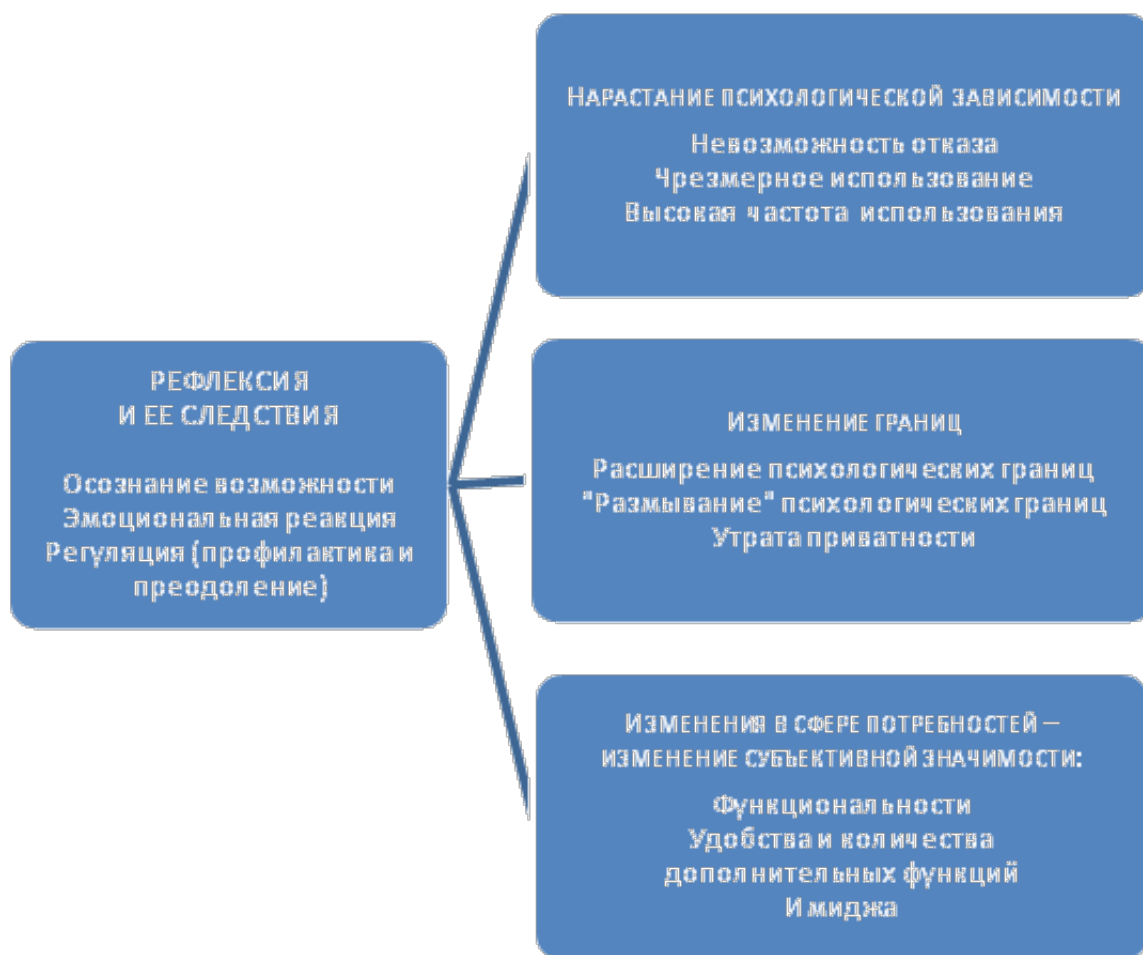 РЕФЛЕКСИЯ
И ЕЕ СЛЕДСТВИЯ
Осознание возможности
Эмоциональная реакция
Регуляция (профилактика и
преодоление)
НАРАСТАНИЕ ПСИХОЛОГИЧЕСКОЙ ЗАВИСИМОСТИ
Невозможность отказа
Чрезмерное использование
Высокая частота использования
ИЗМЕНЕНИЕ ГРАНИЦ
Расширение психологических границ
"Размывание" психологических границ
Утрата приватности
ИЗМЕНЕНИЯ В СФЕРЕ ПОТРЕБНОСТЕЙ –
ИЗМЕНЕНИЕ СУБЪЕКТИВНОЙ ЗНАЧИМОСТИ:
Функциональности
Удобства и количества
дополнительных функций
Имиджа